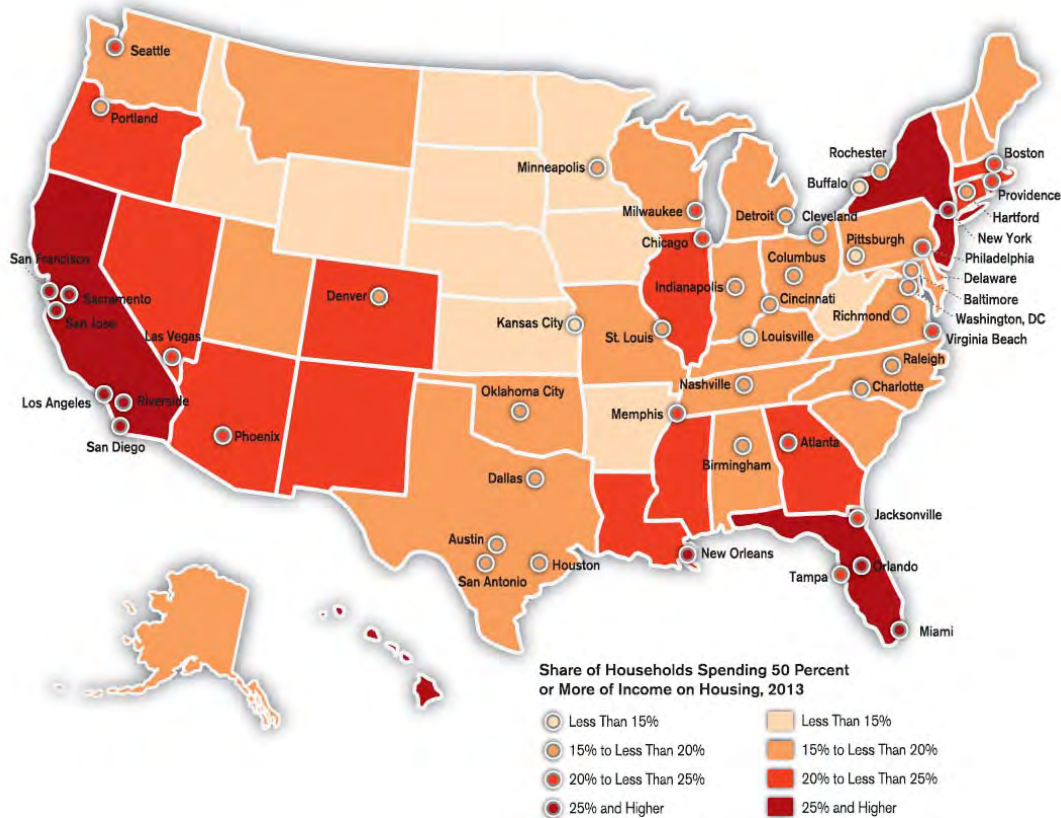 Seattle
Portland
Minneapolis
Rochester
Boston
Buffalo
Providence
Milwaukee
Detroit
Cleveland
Hartford
Chicago
Pittsburgh
New York
Columbus
Philadelphia
San Francisco
Delaware
Sacramento
Denver
Indianapolis
Baltimore
Cincinnati
San Jose
Kansas City
Richmond
Washington, DC
Las Vegas
St. Louis
Louisville
Virginia Beach
Raleigh
Nashville
Charlotte
Oklahoma City
Los Angeles
Riverside
Memphis
Phoenix
Atlanta
San Diego
Birmingham
Dallas
Jacksonville
Austin
New Orleans
San Antonio
Houston
Orlando
Tampa
Miami
Share of Households Spending 50 Percent
or More of Income on Housing, 2013
Less Than 15%
Less Than 15%
15% to Less Than 20%
15% to Less Than 20%
20% to Less Than 25%
20% to Less Than 25%
25% and Higher
25% and Higher